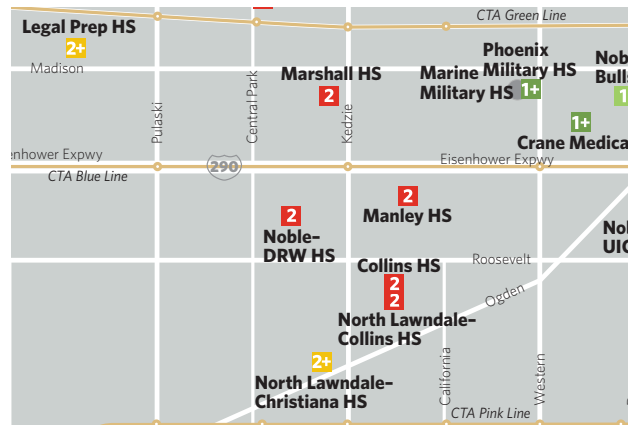 CTA Green Line
Legal Prep HS
2+
Madison
Pulaski
Central Park
Marshall HS
2
Kedzie
Phoenix
Military HS
Marine
Military HS
1+
Nob
Bulls
1
1+
Crane Medica
enhower Expwy
290
Eisenhower Expwy
CTA Blue Line
2
Noble–
DRW HS
2
Manley HS
Nob
UIC
Roosevelt
Collins HS
2
2
North Lawndale–
Collins HS
Ogden
2+
North Lawndale–
Christiana HS
California
Western
CTA Pink Line